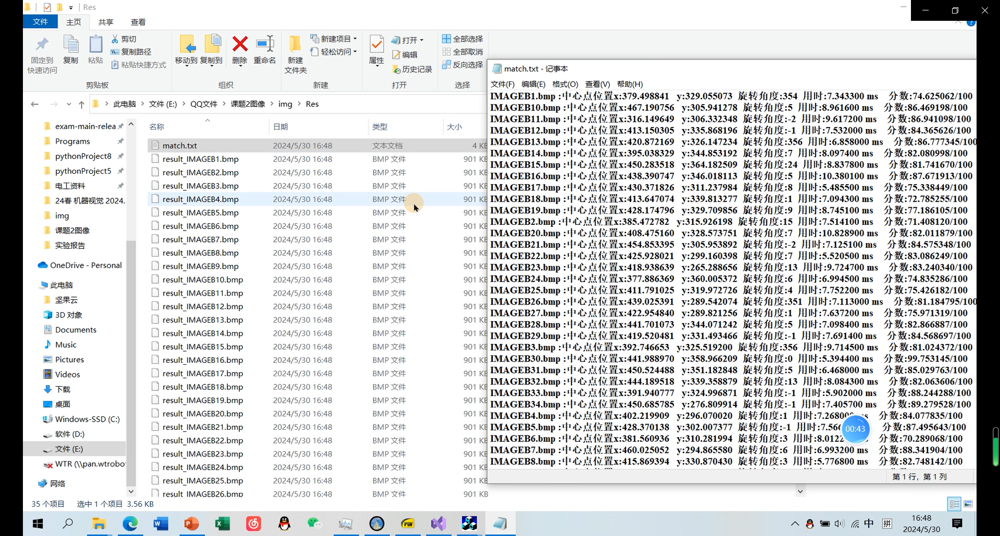 Res
文件 主页 共享 查看
固定到
快速访问
复制
粘贴
剪切
复制路径
粘贴快捷方式
移动到
复制到
删除
重命名
新建
文件夹
新建项目
轻松访问
属性
打开
编辑
历史记录
全部选择
全部取消
反向选择
剪贴板 组织 新建 打开 选择
此电脑 文件 (E:) QQ文件 课题2图像 img Res
exam-main-relea
Programs
pythonProject8
pythonProject5
电工资料
24春 机器视觉 2024.
img
课题2图像
实验报告
OneDrive - Personal
此电脑
坚果云
3D 对象
Documents
Music
Pictures
Videos
下载
桌面
Windows-SSD (C:)
软件 (D:)
文件 (E:)
WTR (\\pan.wtrobot
网络
名称 日期 类型 大小
match.txt 2024/5/30 16:48 文本文档 4 KB
result_IMAGEB1.bmp 2024/5/30 16:48 BMP 文件 901 KB
result_IMAGEB2.bmp 2024/5/30 16:48 BMP 文件 901 KB
result_IMAGEB3.bmp 2024/5/30 16:48 BMP 文件 901 KB
result_IMAGEB4.bmp 2024/5/30 16:48 BMP 文件 901 KB
result_IMAGEB5.bmp 2024/5/30 16:48 BMP 文件 901 KB
result_IMAGEB6.bmp 2024/5/30 16:48 BMP 文件 901 KB
result_IMAGEB7.bmp 2024/5/30 16:48 BMP 文件 901 KB
result_IMAGEB8.bmp 2024/5/30 16:48 BMP 文件 901 KB
result_IMAGEB9.bmp 2024/5/30 16:48 BMP 文件 901 KB
result_IMAGEB10.bmp 2024/5/30 16:48 BMP 文件 901 KB
result_IMAGEB11.bmp 2024/5/30 16:48 BMP 文件 901 KB
result_IMAGEB12.bmp 2024/5/30 16:48 BMP 文件 901 KB
result_IMAGEB13.bmp 2024/5/30 16:48 BMP 文件 901 KB
result_IMAGEB14.bmp 2024/5/30 16:48 BMP 文件 901 KB
result_IMAGEB15.bmp 2024/5/30 16:48 BMP 文件 901 KB
result_IMAGEB16.bmp 2024/5/30 16:48 BMP 文件 901 KB
result_IMAGEB17.bmp 2024/5/30 16:48 BMP 文件 901 KB
result_IMAGEB18.bmp 2024/5/30 16:48 BMP 文件 901 KB
result_IMAGEB19.bmp 2024/5/30 16:48 BMP 文件 901 KB
result_IMAGEB20.bmp 2024/5/30 16:48 BMP 文件 901 KB
result_IMAGEB21.bmp 2024/5/30 16:48 BMP 文件 901 KB
result_IMAGEB22.bmp 2024/5/30 16:48 BMP 文件 901 KB
result_IMAGEB23.bmp 2024/5/30 16:48 BMP 文件 901 KB
result_IMAGEB24.bmp 2024/5/30 16:48 BMP 文件 901 KB
result_IMAGEB25.bmp 2024/5/30 16:48 BMP 文件 901 KB
result_IMAGEB26.bmp 2024/5/30 16:48 BMP 文件 901 KB
35 个项目 选中 1 个项目 3.56 KB
match.txt - 记事本
文件(F) 编辑(E) 格式(O) 查看(V) 帮助(H)
IMAGEB1.bmp :中心点位置x:379.498841 y:329.055073 旋转角度:354 用时:7.343300 ms 分数:74.625062/100
IMAGEB10.bmp :中心点位置x:467.190756 y:305.941278 旋转角度:5 用时:8.961600 ms 分数:86.469198/100
IMAGEB11.bmp :中心点位置x:316.149649 y:306.332348 旋转角度:-2 用时:9.617200 ms 分数:86.941098/100
IMAGEB12.bmp :中心点位置x:413.150305 y:335.868196 旋转角度:-1 用时:7.532000 ms 分数:84.365626/100
IMAGEB13.bmp :中心点位置x:420.872169 y:326.147234 旋转角度:356 用时:6.858000 ms 分数:86.777345/100
IMAGEB14.bmp :中心点位置x:395.038329 y:344.853192 旋转角度:7 用时:8.097400 ms 分数:82.080998/100
IMAGEB15.bmp :中心点位置x:450.283518 y:364.182509 旋转角度:24 用时:8.837800 ms 分数:81.741670/100
IMAGEB16.bmp :中心点位置x:438.390747 y:346.018113 旋转角度:5 用时:10.380100 ms 分数:87.671913/100
IMAGEB17.bmp :中心点位置x:430.371826 y:311.237984 旋转角度:8 用时:5.485500 ms 分数:75.338449/100
IMAGEB18.bmp :中心点位置x:413.647074 y:339.813277 旋转角度:1 用时:7.094300 ms 分数:72.785255/100
IMAGEB19.bmp :中心点位置x:428.174796 y:329.709856 旋转角度:9 用时:8.745100 ms 分数:77.186105/100
IMAGEB2.bmp :中心点位置x:385.472782 y:315.926198 旋转角度:15 用时:7.514100 ms 分数:71.408120/100
IMAGEB20.bmp :中心点位置x:408.475160 y:328.573751 旋转角度:7 用时:10.828900 ms 分数:82.011879/100
IMAGEB21.bmp :中心点位置x:454.853395 y:305.953892 旋转角度:-2 用时:7.125100 ms 分数:84.575348/100
IMAGEB22.bmp :中心点位置x:425.928021 y:299.160398 旋转角度:7 用时:5.520500 ms 分数:83.086249/100
IMAGEB23.bmp :中心点位置x:418.938639 y:265.288656 旋转角度:13 用时:9.724700 ms 分数:83.240340/100
IMAGEB24.bmp :中心点位置x:377.886369 y:360.005372 旋转角度:6 用时:6.994500 ms 分数:74.835286/100
IMAGEB25.bmp :中心点位置x:411.791025 y:319.972726 旋转角度:4 用时:7.752200 ms 分数:75.426182/100
IMAGEB26.bmp :中心点位置x:439.025391 y:289.542074 旋转角度:351 用时:7.113000 ms 分数:81.184795/100
IMAGEB27.bmp :中心点位置x:422.954840 y:289.821256 旋转角度:1 用时:7.637200 ms 分数:75.971319/100
IMAGEB28.bmp :中心点位置x:441.701073 y:344.071242 旋转角度:5 用时:7.098400 ms 分数:82.866887/100
IMAGEB29.bmp :中心点位置x:419.520481 y:331.493466 旋转角度:-1 用时:7.691400 ms 分数:84.568697/100
IMAGEB3.bmp :中心点位置x:392.746653 y:325.519200 旋转角度:356 用时:9.714500 ms 分数:81.024372/100
IMAGEB30.bmp :中心点位置x:441.988970 y:358.966209 旋转角度:0 用时:5.394400 ms 分数:99.753145/100
IMAGEB31.bmp :中心点位置x:450.524488 y:351.182848 旋转角度:5 用时:6.468000 ms 分数:85.029763/100
IMAGEB32.bmp :中心点位置x:444.189518 y:339.358879 旋转角度:13 用时:8.084300 ms 分数:82.063606/100
IMAGEB33.bmp :中心点位置x:391.940777 y:324.996871 旋转角度:-1 用时:5.902000 ms 分数:88.244288/100
IMAGEB34.bmp :中心点位置x:450.685785 y:276.809914 旋转角度:-1 用时:7.405700 ms 分数:89.279528/100
IMAGEB4.bmp :中心点位置x:402.219909 y:296.070020 旋转角度:1 用时:7.26800 s 分数:84.077835/100
IMAGEB5.bmp :中心点位置x:428.370138 y:302.007377 旋转角度:-1 用时:7.56 分数:87.495643/100
IMAGEB6.bmp :中心点位置x:381.560936 y:310.281994 旋转角度:3 用时:8.0122 分数:70.289068/100
IMAGEB7.bmp :中心点位置x:460.025052 y:294.865580 旋转角度:6 用时:6.993200 ms 分数:88.341904/100
IMAGEB8.bmp :中心点位置x:415.869394 y:330.870430 旋转角度:3 用时:5.776800 ms 分数:82.748142/100
00:43
第 1 行，第 1 列
PDF
中 拼
16:48
2024/5/30